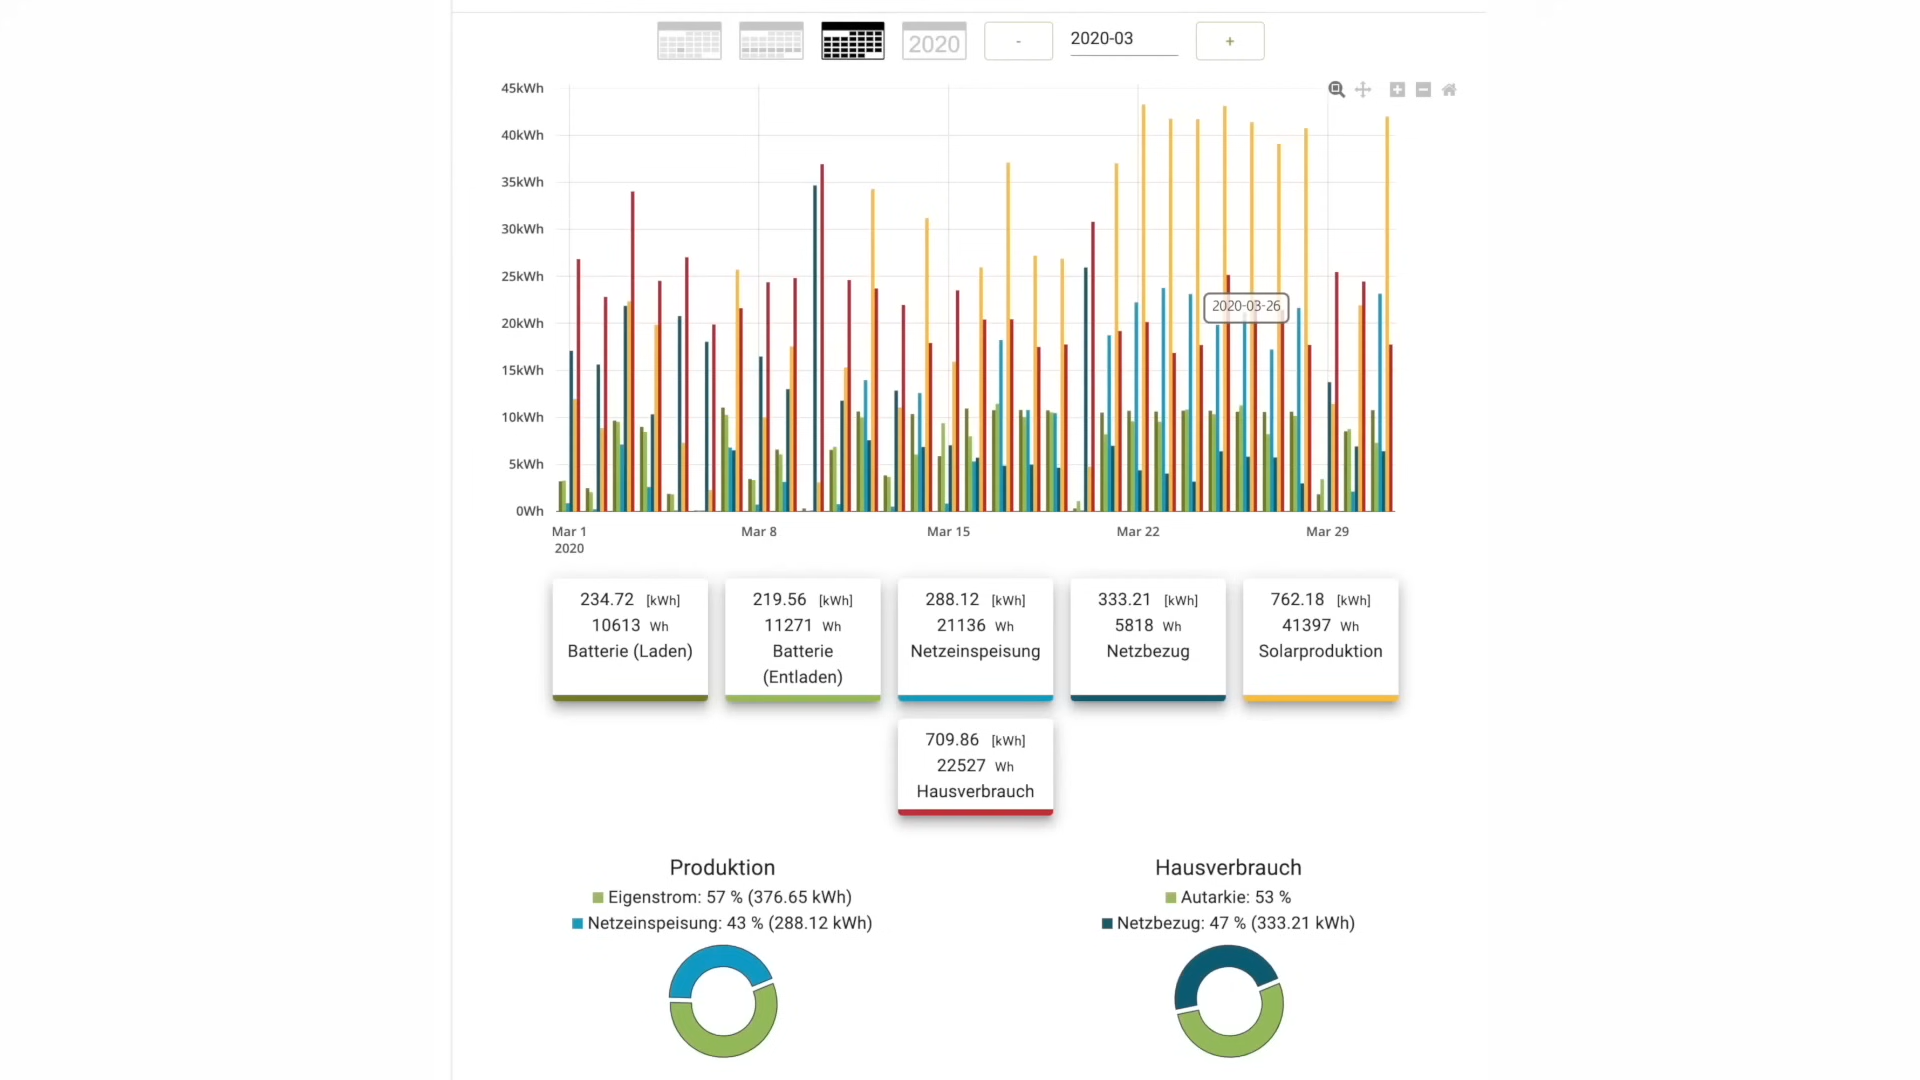 2020
-
2020-03
+
45kWh
40kWh
35kWh
30kWh
25kWh
20kWh
15kWh
10kWh
5kWh
0Wh
2020-03-26
Mar 1
2020
Mar 8
Mar 15
Mar 22
Mar 29
234.72 [kWh]
10613 Wh
Batterie (Laden)
219.56 [kWh]
11271 Wh
Batterie
(Entladen)
288.12 [kWh]
21136 Wh
Netzeinspeisung
333.21 [kWh]
5818 Wh
Netzbezug
762.18 [kWh]
41397 Wh
Solarproduktion
709.86 [kWh]
22527 Wh
Hausverbrauch
Produktion
Eigenstrom: 57 % (376.65 kWh)
Netzeinspeisung: 43 % (288.12 kWh)
Hausverbrauch
Autarkie: 53 %
Netzbezug: 47 % (333.21 kWh)